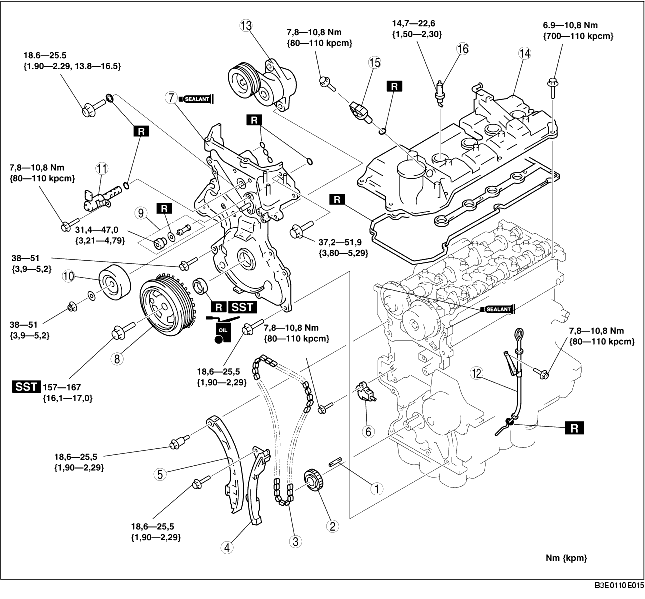 13
7,8—10,8 Nm
{80—110 kpcm}
14,7—22,6
{1,50—2,30}
6.9—10,8 Nm
{700—110 kpcm}
16
14
15
R
18.6—25.5
{1.90—2.29, 13.8—16.5}
7
SEALANT
R
R
7,8—10,8 Nm
{80—110 kpcm}
11
R
9
R
31,4—47,0
{3,21—4,79}
37,2—51,9
{3,80—5,29}
38—51
{3,9—5,2}
10
R SST
OIL
SEALANT
38—51
{3,9—5,2}
8
7,8—10,8 Nm
{80—110 kpcm}
7,8—10,8 Nm
{80—110 kpcm}
SST 157—167
{16,1—17,0}
18,6—25,5
{1,90—2,29}
12
6
R
18,6—25,5
{1,90—2,29}
5
1
2
18,6—25,5
{1,90—2,29}
4
3
Nm {kpm}
B3E0110E015